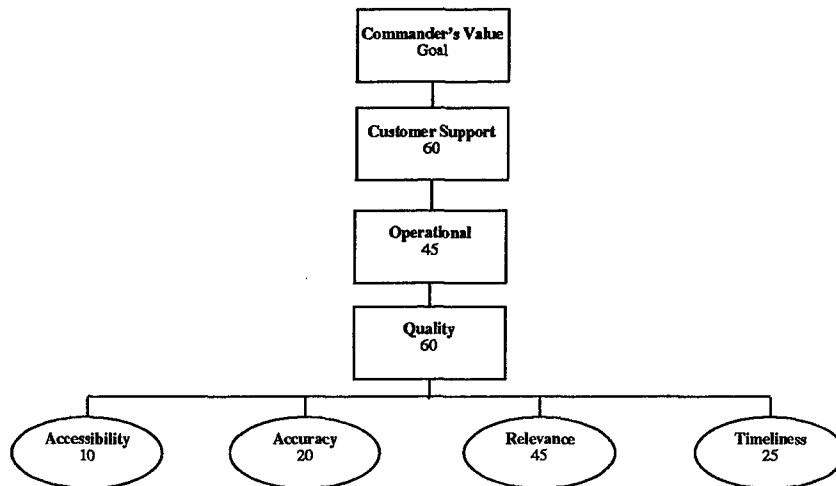 Commander's Value
Goal
Customer Support
60
Operational
45
Quality
60
Accessibility
10
Accuracy
20
Relevance
45
Timeliness
25